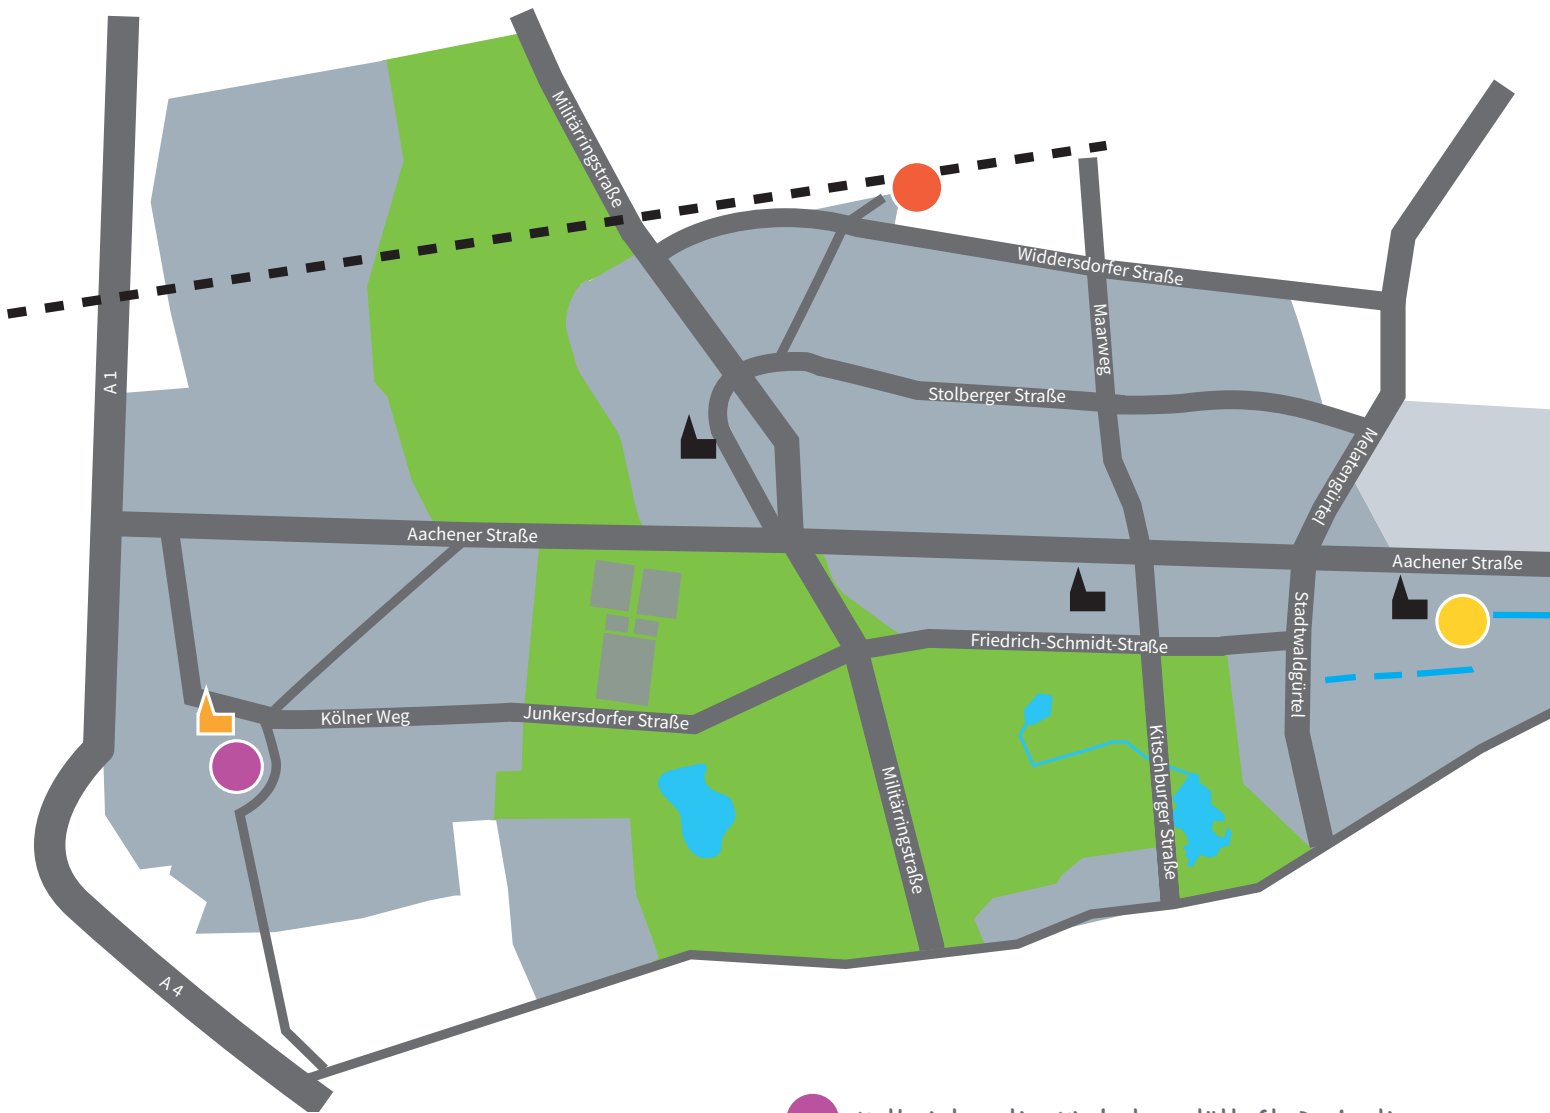 Militärringstraße
Widdersdorfer Straße
Maarweg
A 1
Stolberger Straße
Melatengürtel
Aachener Straße
Aachener Straße
Stadtwaldgürtel
Friedrich-Schmidt-Straße
Kölner Weg
Junkersdorfer Straße
Kitschburger Straße
Militärringstraße
A 4